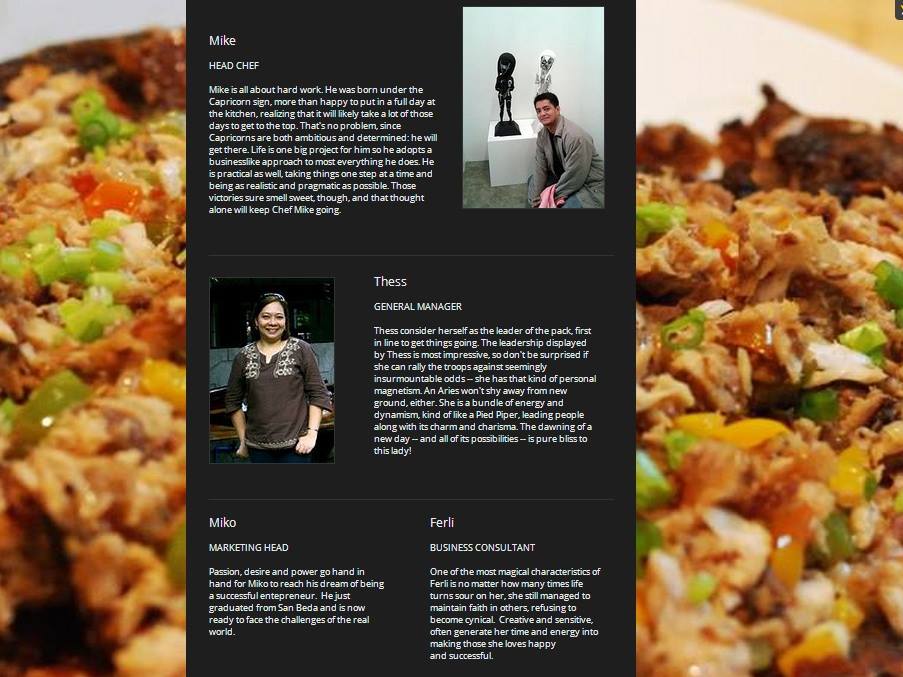 Mike
HEAD CHEF
Mike is all about hard work. He was born under the
Capricorn sign, more than happy to put in a full day at
the kitchen, realizing that it will likely take a lot of those
days to get to the top. That's no problem, since
Capricorns are both ambitious and determined: he will
get there. Life is one big project for him so he adopts a
businesslike approach to most everything he does. He
is practical as well, taking things one step at a time and
being as realistic and pragmatic as possible. Those
victories sure smell sweet, though, and that thought
alone will keep Chef Mike going.
Thess
GENERAL MANAGER
Thess consider herself as the leader of the pack, first
in line to get things going. The leadership displayed
by Thess is most impressive, so don't be surprised if
she can rally the troops against seemingly
insurmountable odds -- she has that kind of personal
magnetism. An Aries won't shy away from new
ground, either. She is a bundle of energy and
dynamism, kind of like a Pied Piper, leading people
along with its charm and charisma. The dawning of a
new day -- and all of its possibilities -- is pure bliss to
this lady!
Miko
MARKETING HEAD
Passion, desire and power go hand in
hand for Miko to reach his dream of being
a successful entepreneur. He just
graduated from San Beda and is now
ready to face the challenges of the real
world.
Ferli
BUSINESS CONSULTANT
One of the most magical characteristics of
Ferli is no matter how many times life
turns sour on her, she still managed to
maintain faith in others, refusing to
become cynical. Creative and sensitive,
often generate her time and energy into
making those she loves happy
and successful.